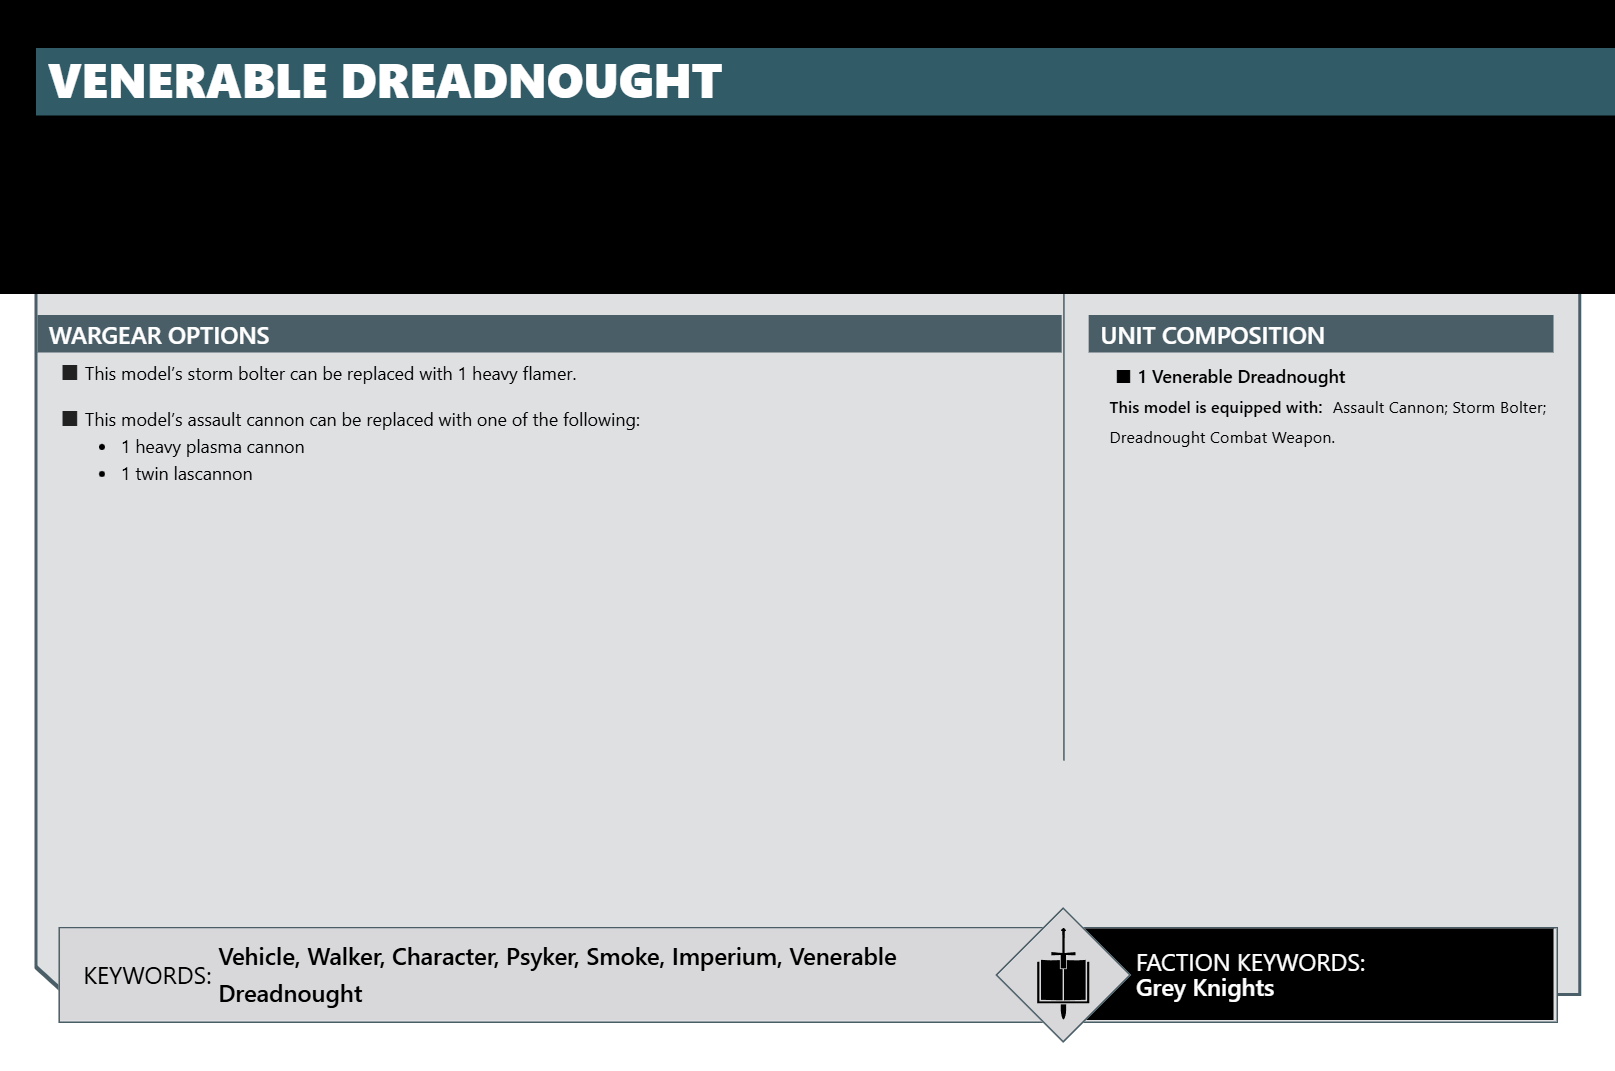 VENERABLE DREADNOUGHT
WARGEAR OPTIONS
■ This model’s storm bolter can be replaced with 1 heavy flamer.
■ This model’s assault cannon can be replaced with one of the following:
• 1 heavy plasma cannon
• 1 twin lascannon
UNIT COMPOSITION
■ 1 Venerable Dreadnought
This model is equipped with: Assault Cannon; Storm Bolter;
Dreadnought Combat Weapon.
KEYWORDS:
Vehicle, Walker, Character, Psyker, Smoke, Imperium, Venerable
Dreadnought
FACTION KEYWORDS:
Grey Knights